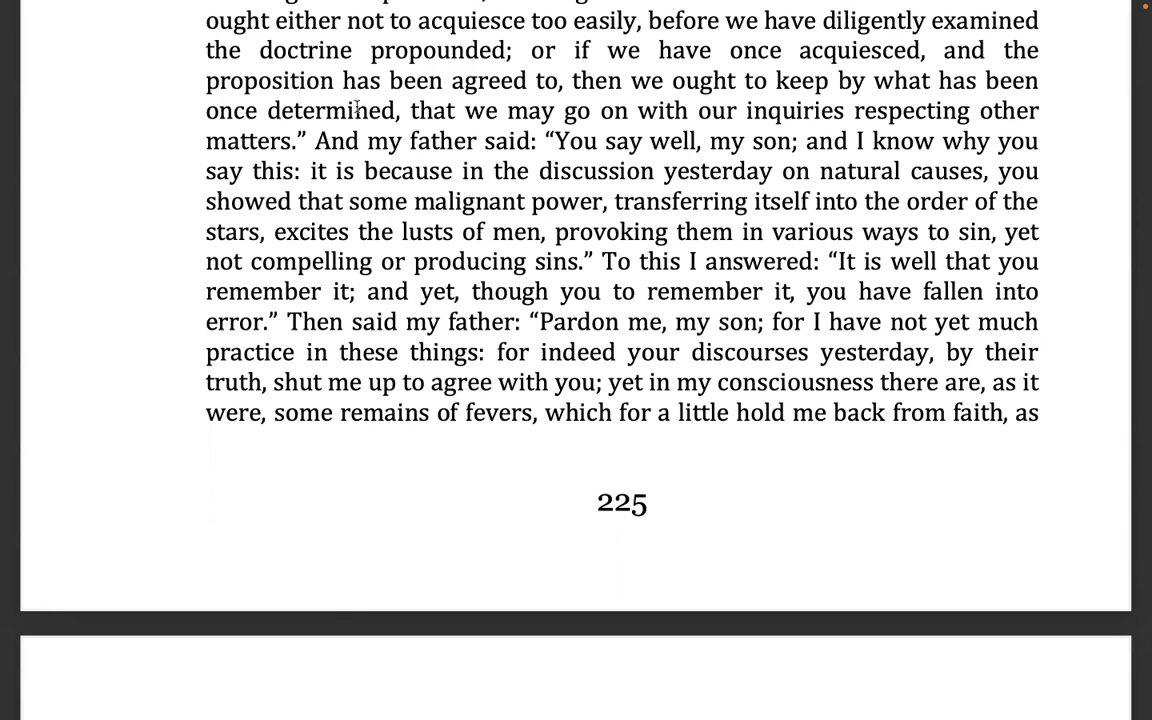 ought either not to acquiesce too easily, before we have diligently examined
the doctrine propounded; or if we have once acquiesced, and the
proposition has been agreed to, then we ought to keep by what has been
once determined, that we may go on with our inquiries respecting other
matters.” And my father said: “You say well, my son; and I know why you
say this: it is because in the discussion yesterday on natural causes, you
showed that some malignant power, transferring itself into the order of the
stars, excites the lusts of men, provoking them in various ways to sin, yet
not compelling or producing sins.” To this I answered: “It is well that you
remember it; and yet, though you to remember it, you have fallen into
error.” Then said my father: “Pardon me, my son; for I have not yet much
practice in these things: for indeed your discourses yesterday, by their
truth, shut me up to agree with you; yet in my consciousness there are, as it
were, some remains of fevers, which for a little hold me back from faith, as
225